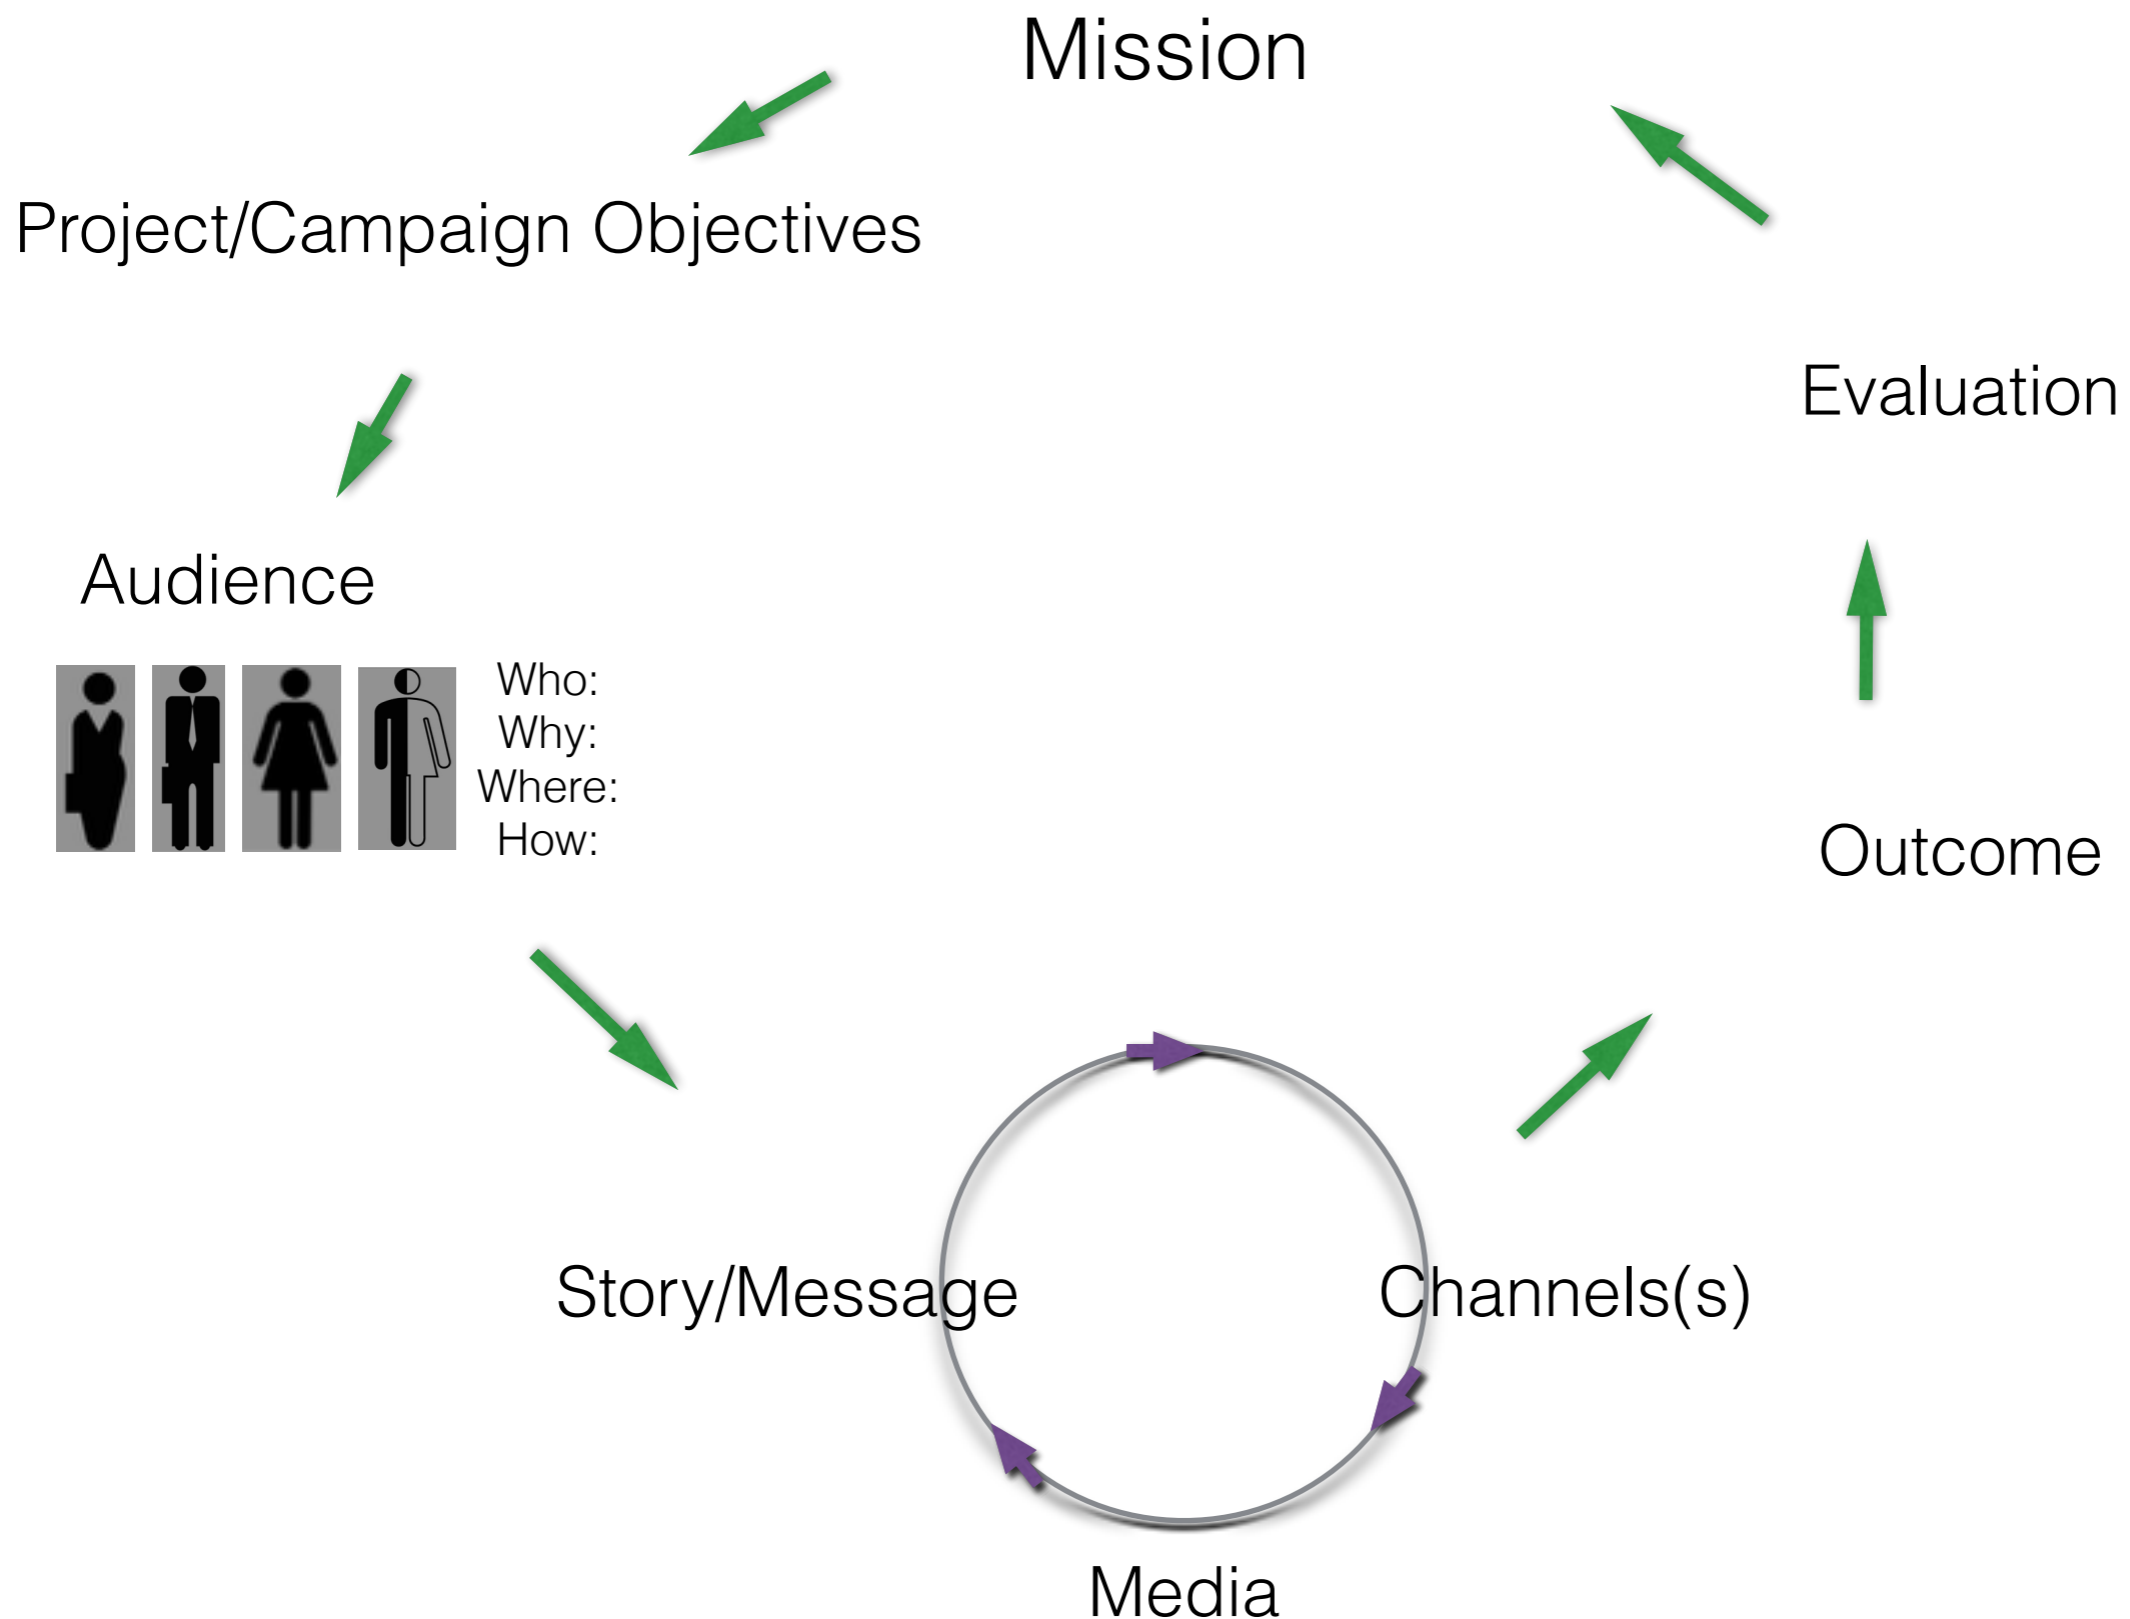 Mission
Project/Campaign Objectives
Evaluation
Audience
Who:
Why:
Where:
How:
Outcome
Story/Message
Channels(s)
Media